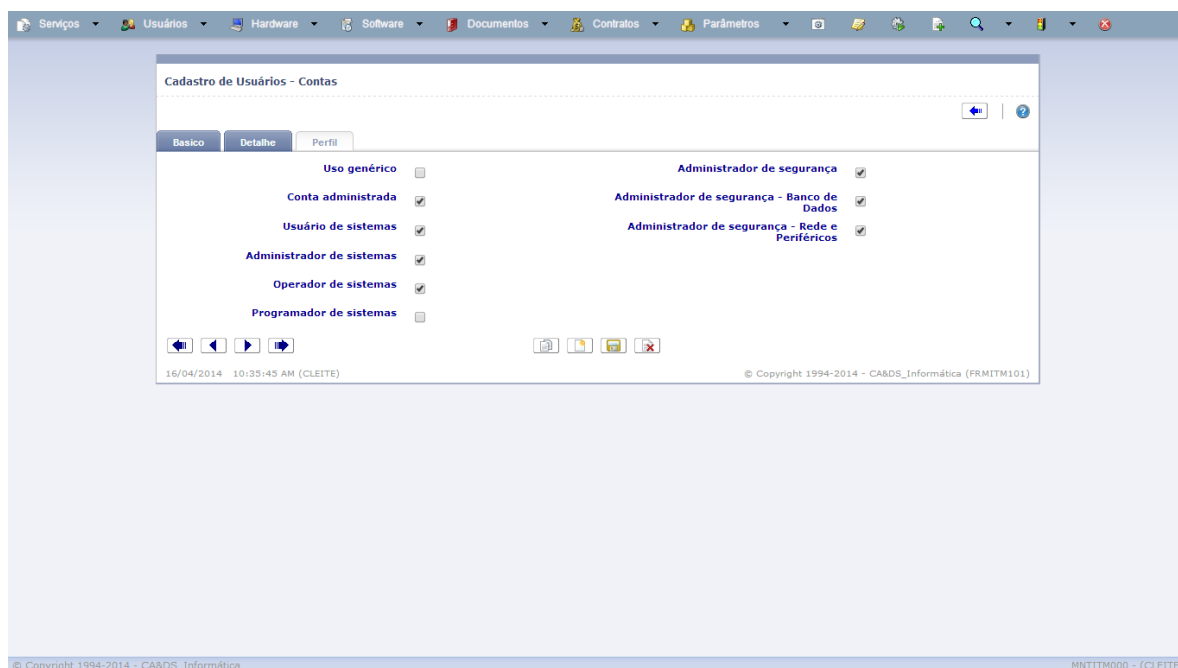 Serviços Usuários Hardware Software Documentos Contratos Parâmetros
Cadastro de Usuários - Contas
Basico Detalhe Perfil
Uso genérico
Conta administrada
Usuário de sistemas
Administrador de sistemas
Operador de sistemas
Programador de sistemas
Administrador de segurança
Administrador de segurança - Banco de
Dados
Administrador de segurança - Rede e
Periféricos
16/04/2014 10:35:45 AM (CLEITE)
© Copyright 1994-2014 - CA&DS_Informática (FRMITM101)
© Copyright 1994-2014 - CA&DS_Informática
MNTITM000 - (CLEITE